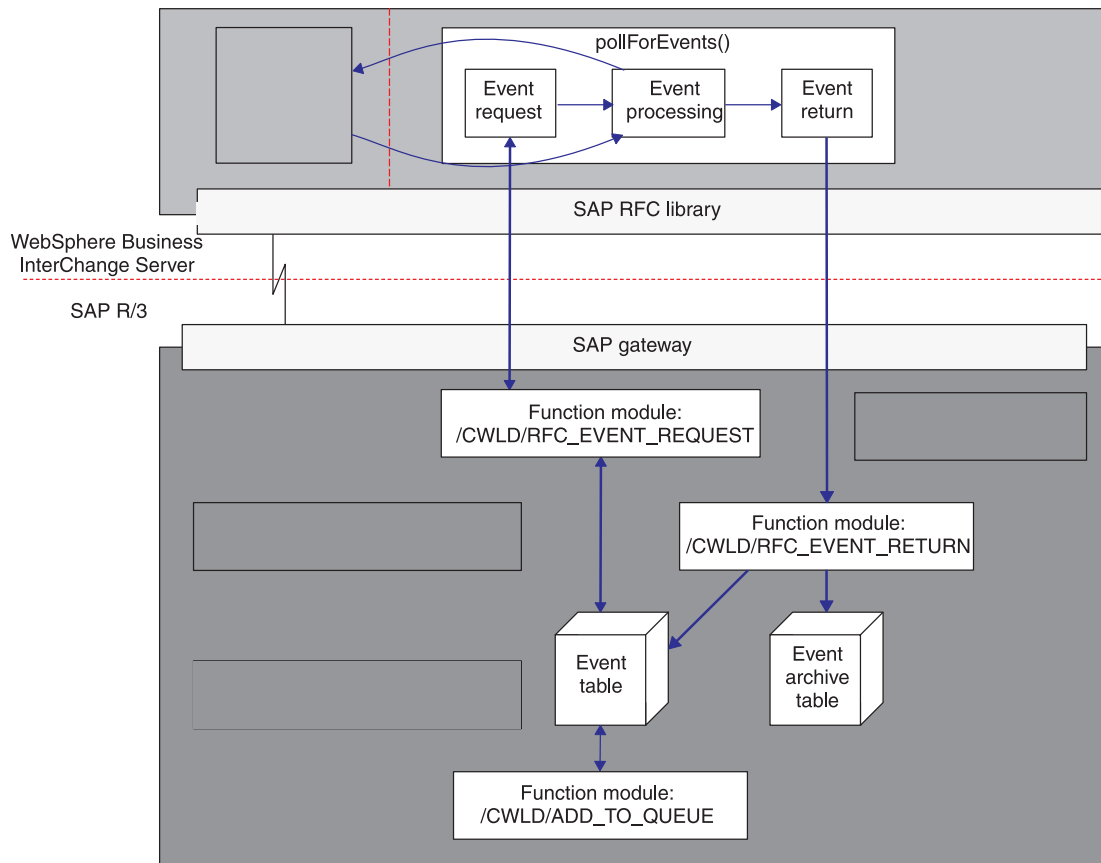 pollForEvents()
Event
request
Event
processing
Event
return
SAP RFC library
WebSphere Business
InterChange Server
SAP R/3
SAP gateway
Function module:
/CWLD/RFC_EVENT_REQUEST
Function module:
/CWLD/RFC_EVENT_RETURN
Event
table
Event
archive
table
Function module:
/CWLD/ADD_TO_QUEUE